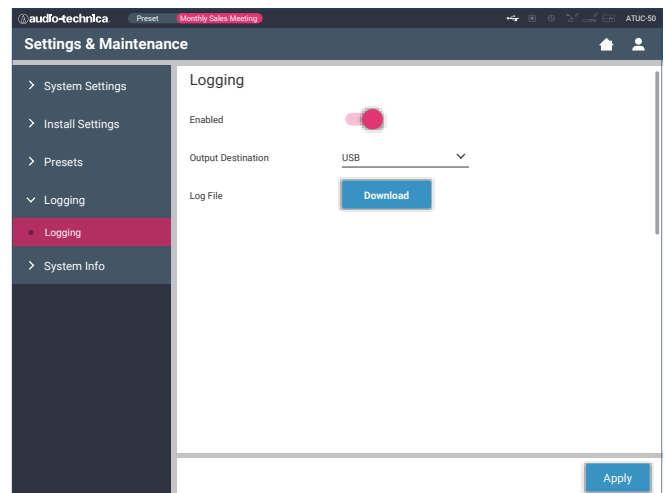 audio-technica Preset Monthly Sales Meeting ATUC-50
Settings & Maintenance
System Settings
Install Settings
Presets
Logging
Logging
System Info
Logging
Enabled
Output Destination USB
Log File Download
Apply